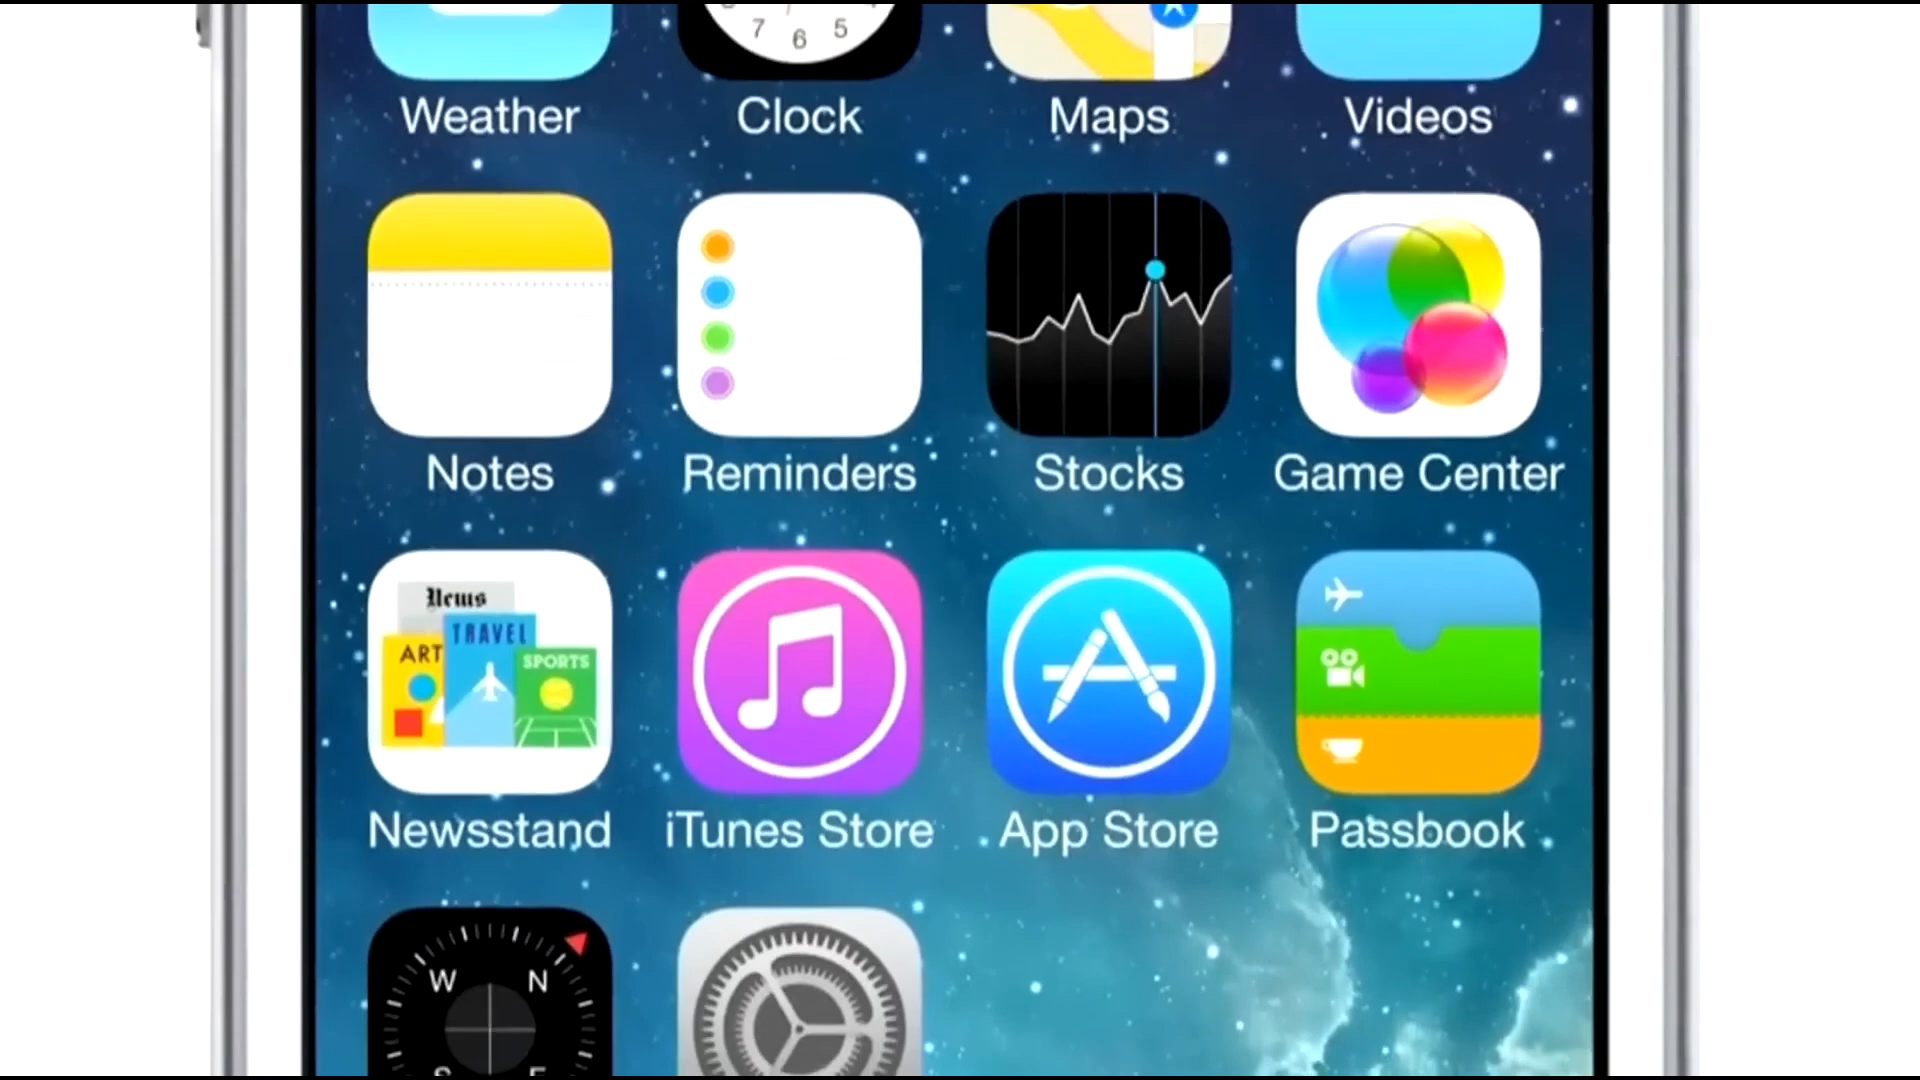 7 6 5
Weather Clock Maps Videos
Notes Reminders Stocks Game Center
News
TRAVEL
ART
SPORTS
Newsstand iTunes Store App Store Passbook
W N